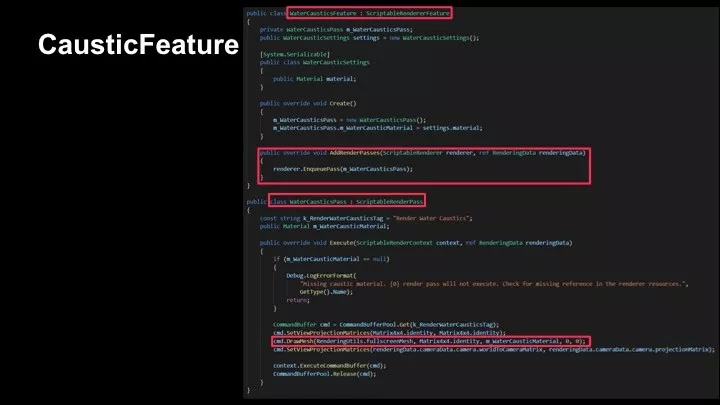 CausticFeature
public class WaterCausticsFeature : ScriptableRendererFeature
{
private WaterCausticsPass m_WaterCausticsPass;
public WaterCausticSettings settings = new WaterCausticSettings();
[System.Serializable]
public class WaterCausticSettings
{
public Material material;
}
public override void Create()
{
m_WaterCausticsPass = new WaterCausticsPass();
m_WaterCausticsPass.m_WaterCausticMaterial = settings.material;
}
public override void AddRenderPasses(ScriptableRenderer renderer, ref RenderingData renderingData)
{
renderer.EnqueuePass(m_WaterCausticsPass);
}
}
public class WaterCausticsPass : ScriptableRenderPass
{
const string k_RenderWaterCausticsTag = "Render Water Caustics";
public Material m_WaterCausticMaterial;
public override void Execute(ScriptableRenderContext context, ref RenderingData renderingData)
{
if (m_WaterCausticMaterial == null)
{
Debug.LogErrorFormat(
"Missing caustic material. {0} render pass will not execute. Check for missing reference in the renderer resources.",
GetType().Name);
return;
}
CommandBuffer cmd = CommandBufferPool.Get(k_RenderWaterCausticsTag);
cmd.SetViewProjectionMatrices(Matrix4x4.identity, Matrix4x4.identity);
cmd.DrawMesh(RenderingUtils.fullscreenMesh, Matrix4x4.identity, m_WaterCausticMaterial, 0, 0);
cmd.SetViewProjectionMatrices(renderingData.cameraData.camera.worldToCameraMatrix, renderingData.cameraData.camera.projectionMatrix);
context.ExecuteCommandBuffer(cmd);
CommandBufferPool.Release(cmd);
}
}